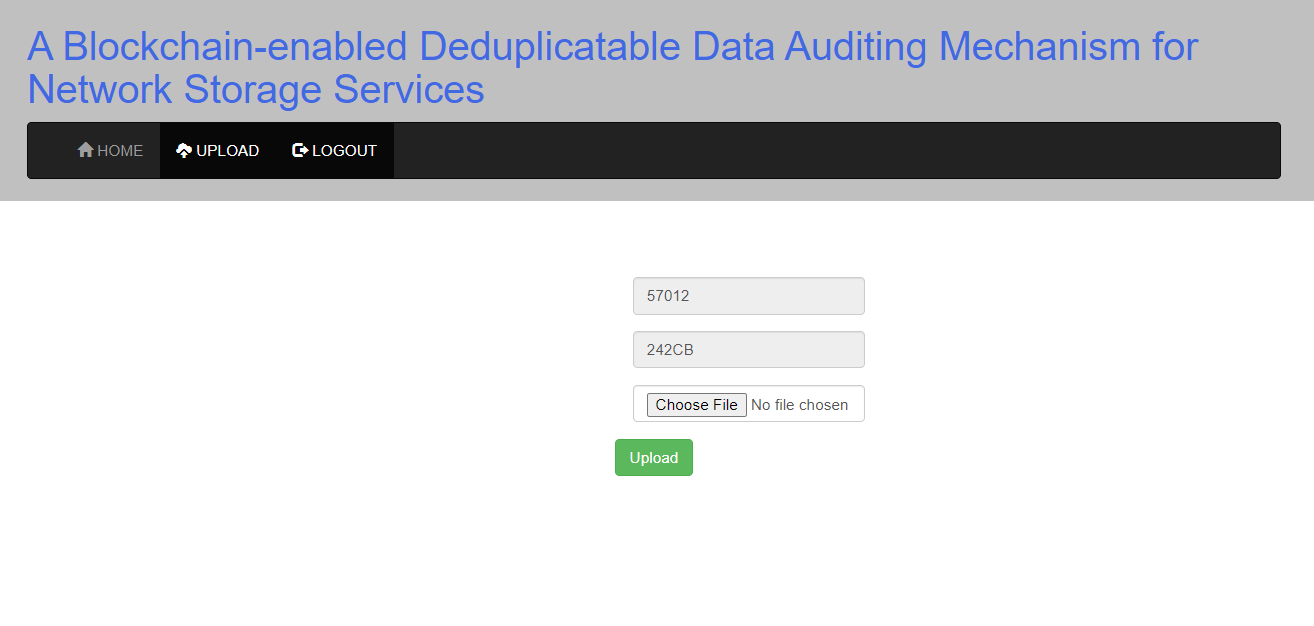 A Blockchain-enabled Deduplicatable Data Auditing Mechanism for
Network Storage Services
HOME UPLOAD LOGOUT
57012
242CB
Choose File No file chosen
Upload